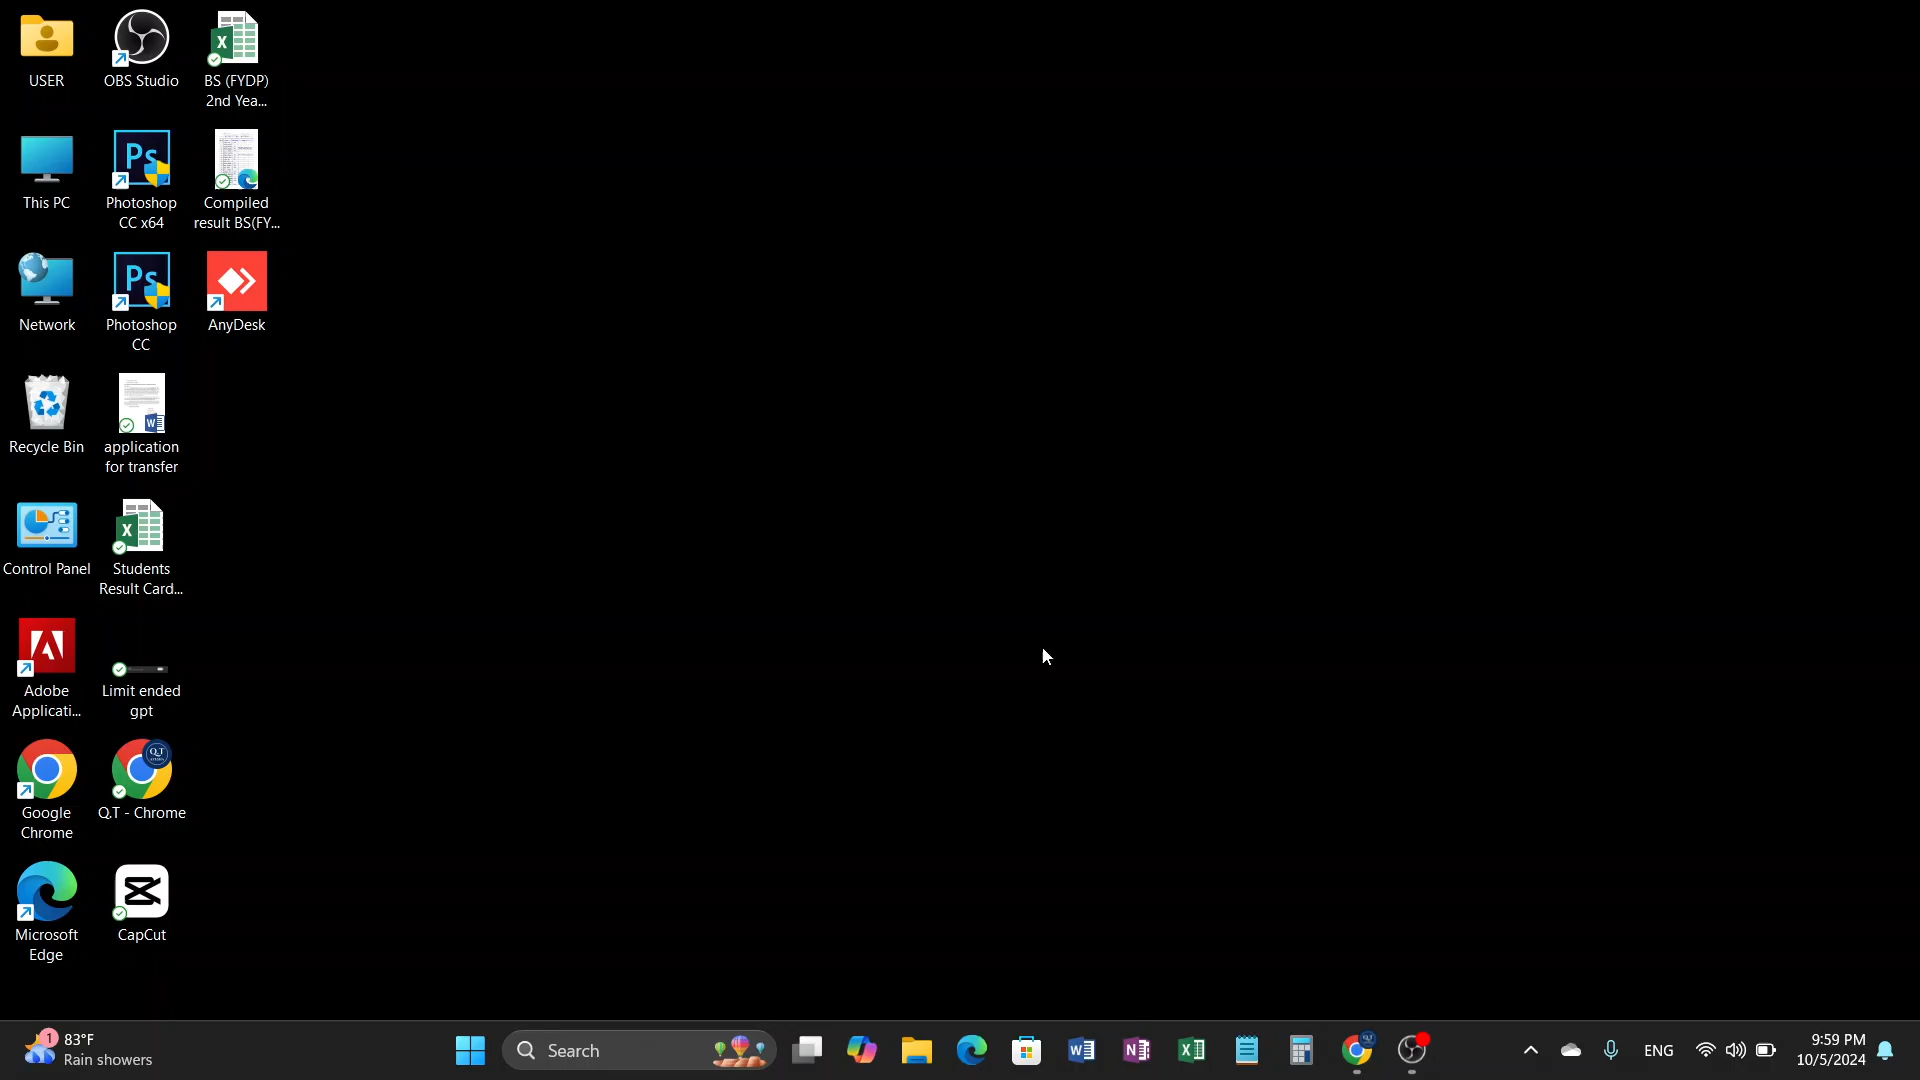 USER
OBS Studio
BS (FYDP)
2nd Yea...
This PC
Photoshop
CC x64
Compiled
result BS(FY...
Network
Photoshop
CC
AnyDesk
Recycle Bin
application
for transfer
Control Panel
Students
Result Card...
Adobe
Applicati...
Limit ended
gpt
Google
Chrome
Q.T - Chrome
Microsoft
Edge
CapCut
1
83°F
Rain showers
Search
ENG
9:59 PM
10/5/2024